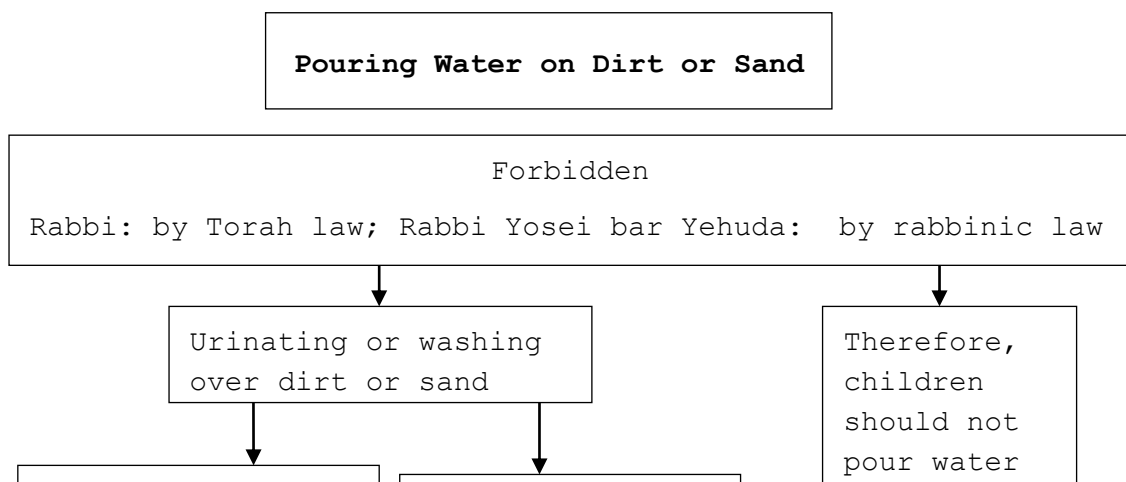 Pouring Water on Dirt or Sand
Forbidden
Rabbi: by Torah law; Rabbi Yosei bar Yehuda:  by rabbinic law
Urinating or washing
over dirt or sand
Therefore,
children
should not
pour water